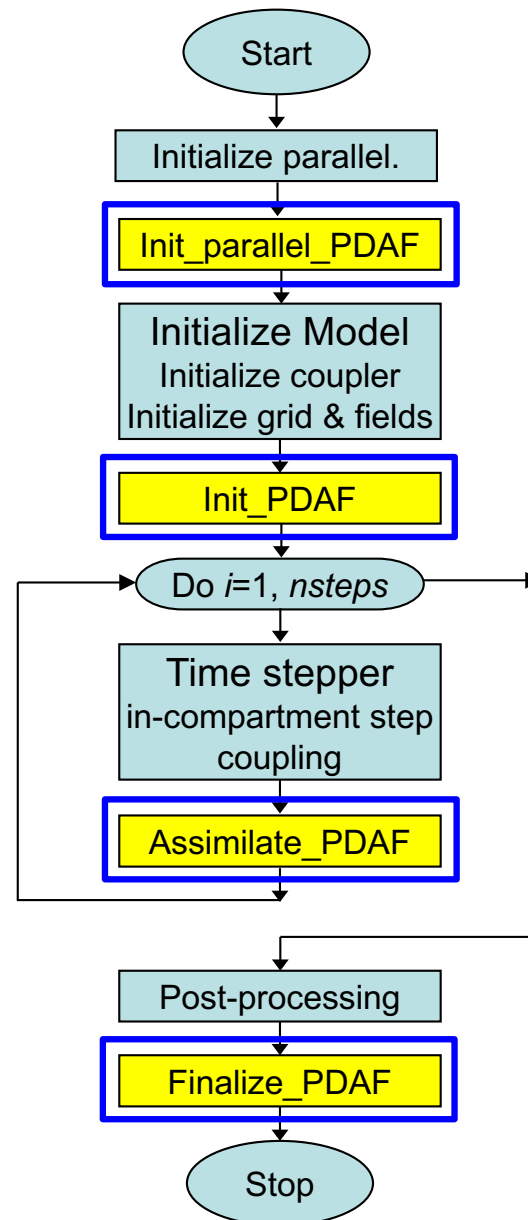 Start
Initialize parallel.
Init_parallel_PDAF
Initialize Model
Initialize coupler
Initialize grid & fields
Init_PDAF
Do i=1, nsteps
Time stepper
in-compartment step
coupling
Assimilate_PDAF
Post-processing
Finalize_PDAF
Stop